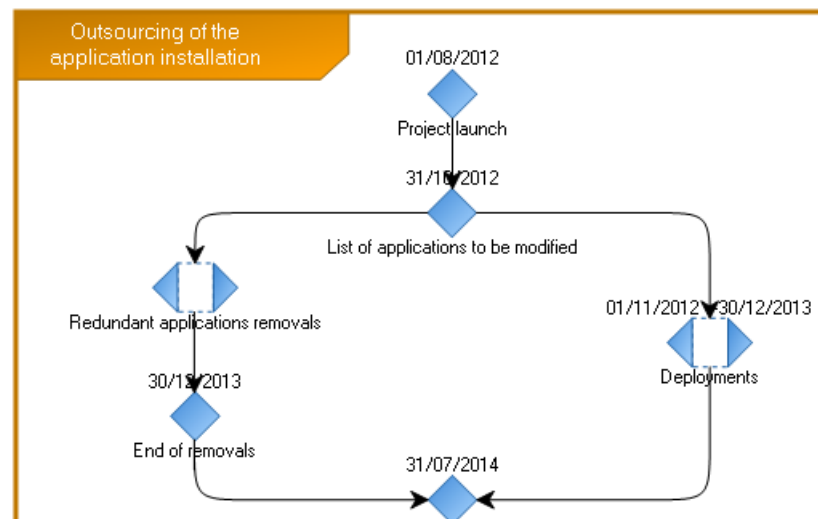 Outsourcing of the
application installation
01/08/2012
Project launch
31/10/2012
List of applications to be modified
Redundant applications removals
01/11/2012 30/12/2013
Deployments
30/12/2013
End of removals
31/07/2014